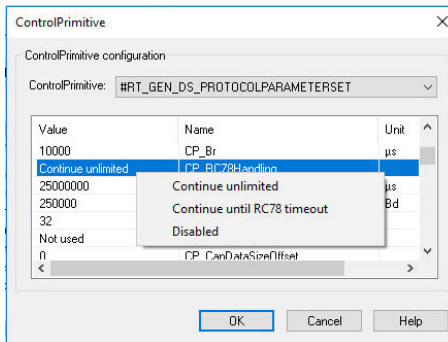 ControlPrimitive
ControlPrimitive configuration
ControlPrimitive: #RT_GEN_DS_PROTOCOLPARAMETERSET
Value Name Unit
10000 CP_Br µs
Continue unlimited CP_RC78Handling
25000000 µs
Continue unlimited
250000 Bd
Continue until RC78 timeout
32
Disabled
Not used
0 CP_CanDataSizeOffset
OK Cancel Help